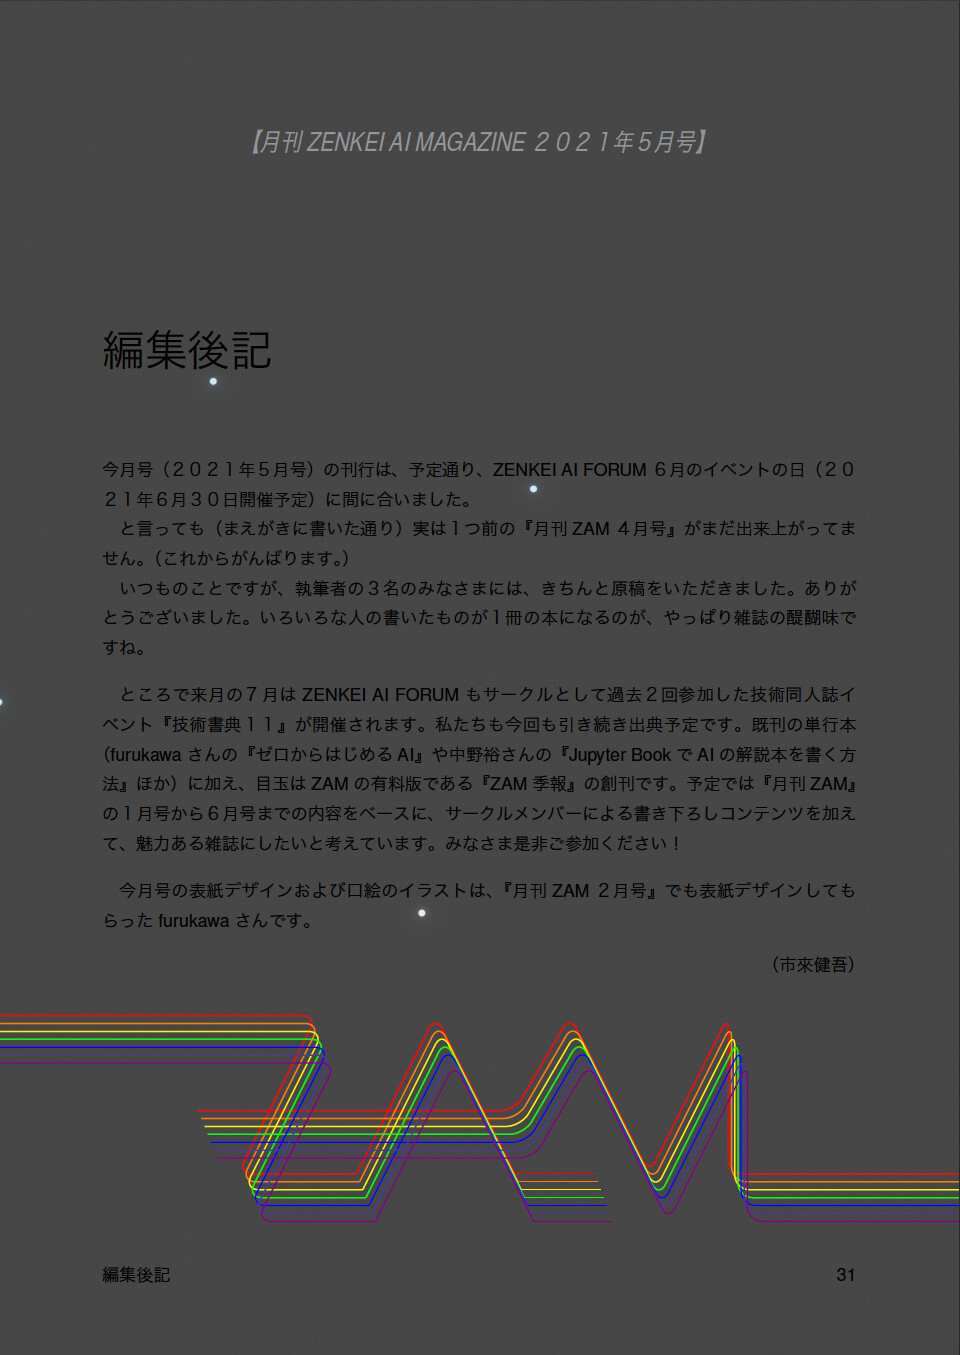 【月刊 ZENKEI AI MAGAZINE ２０２１年５月号】
編集後記
今月号（２０２１年５月号）の刊行は、予定通り、ZENKEI AI FORUM ６月のイベントの日（２０
２１年６月３０日開催予定）に間に合いました。
　と言っても（まえがきに書いた通り）実は１つ前の『月刊 ZAM ４月号』がまだ出来上がってま
せん。（これからがんばります。）
　いつものことですが、執筆者の３名のみなさまには、きちんと原稿をいただきました。ありが
とうございました。いろいろな人の書いたものが１冊の本になるのが、やっぱり雑誌の醍醐味で
すね。
　ところで来月の７月は ZENKEI AI FORUM もサークルとして過去２回参加した技術同人誌イ
ベント『技術書典１１』が開催されます。私たちも今回も引き続き出典予定です。既刊の単行本
（furukawa さんの『ゼロからはじめる AI』や中野裕さんの『Jupyter Book で AI の解説本を書く方
法』ほか）に加え、目玉は ZAM の有料版である『ZAM 季報』の創刊です。予定では『月刊 ZAM』
の１月号から６月号までの内容をベースに、サークルメンバーによる書き下ろしコンテンツを加え
て、魅力ある雑誌にしたいと考えています。みなさま是非ご参加ください！
　今月号の表紙デザインおよび口絵のイラストは、『月刊 ZAM ２月号』でも表紙デザインしても
らった furukawa さんです。
（市來健吾）
ZAM
編集後記
31